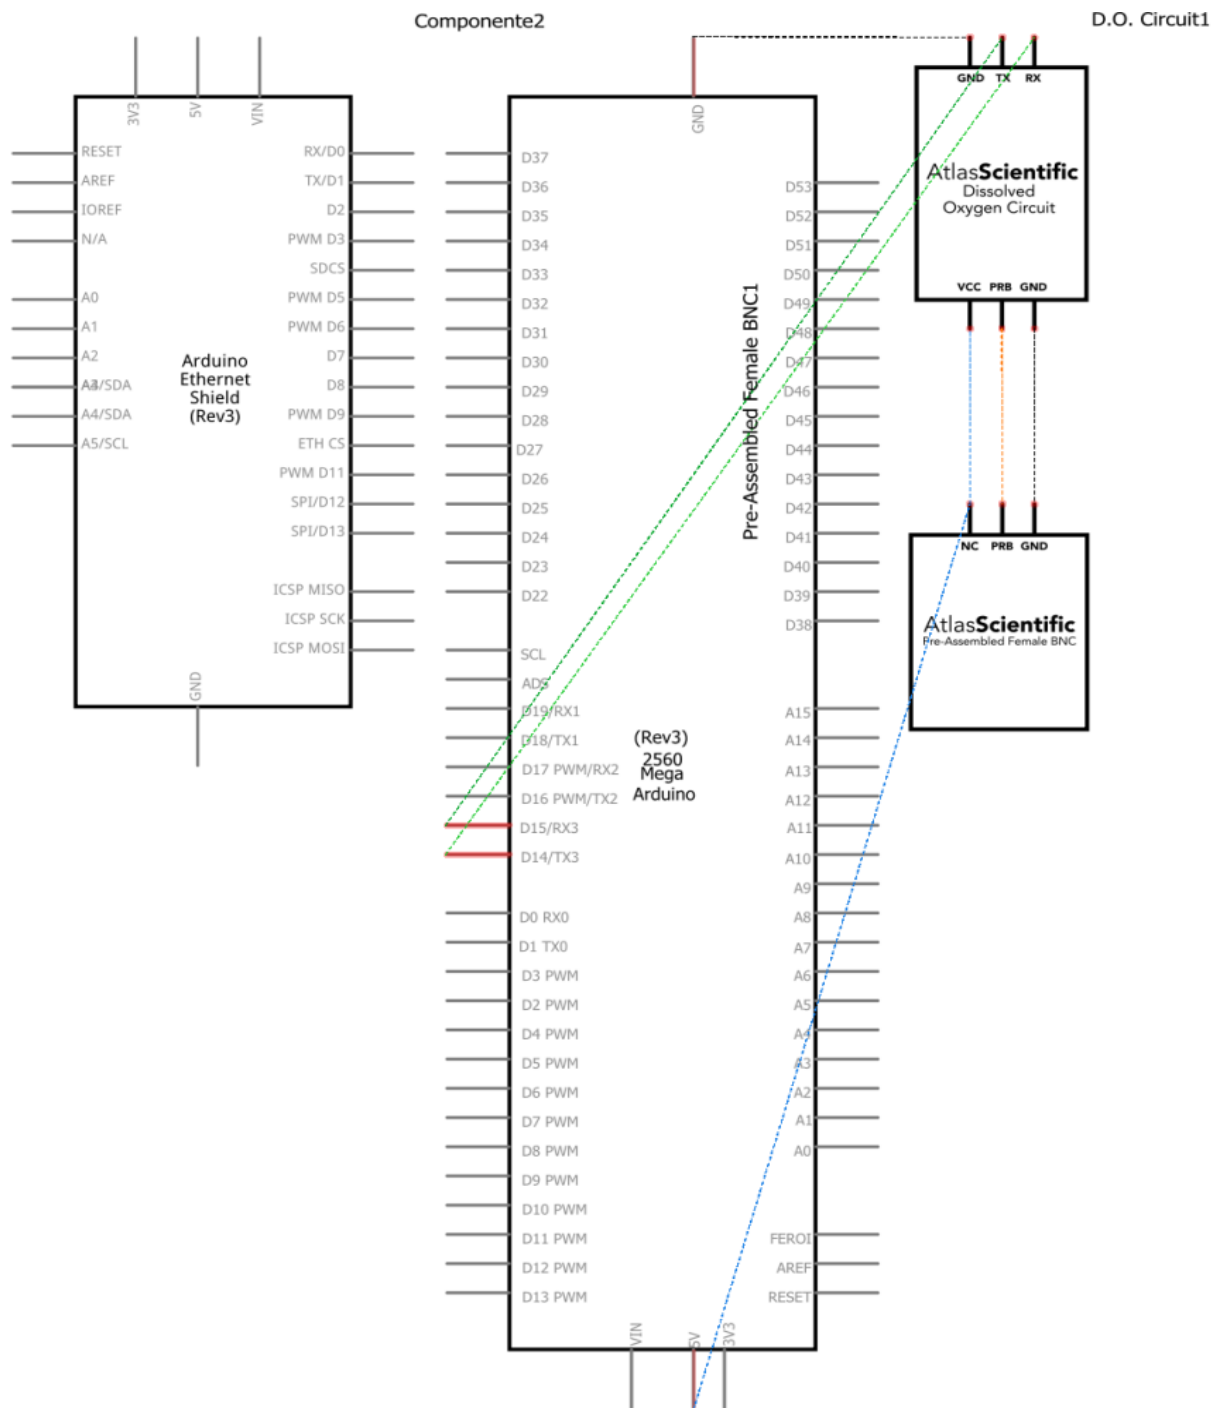 Componente2
D.O. Circuit1
3V3
5V
VIN
RESET
AREF
IOREF
N/A
A0
A1
A2
A4/SDA
A5/SCL
RX/D0
TX/D1
D2
PWM D3
SDCS
PWM D5
PWM D6
D7
D8
PWM D9
ETH CS
PWM D11
SPI/D12
SPI/D13
ICSP MISO
ICSP SCK
ICSP MOSI
Arduino
Ethernet
Shield
(Rev3)
GND
GND
D37
D36
D35
D34
D33
D32
D31
D30
D29
D28
D27
D26
D25
D24
D23
D22
SCL
ADS
D19/RX1
D18/TX1
D17 PWM/RX2
D16 PWM/TX2
D15/RX3
D14/TX3
D0 RX0
D1 TX0
D3 PWM
D2 PWM
D4 PWM
D5 PWM
D6 PWM
D7 PWM
D8 PWM
D9 PWM
D10 PWM
D11 PWM
D12 PWM
D13 PWM
(Rev3)
2560
Mega
Arduino
Pre-Assembled Female BNC1
D53
D52
D51
D50
D49
D48
D47
D46
D45
D44
D43
D42
D41
D40
D39
D38
A15
A14
A13
A12
A11
A10
A9
A8
A7
A6
A5
A4
A3
A2
A1
A0
FEROI
AREF
RESET
VIN
5V
3V3
GND TX RX
AtlasScientific
Dissolved
Oxygen Circuit
VCC PRB GND
NC PRB GND
AtlasScientific
Pre-Assembled Female BNC